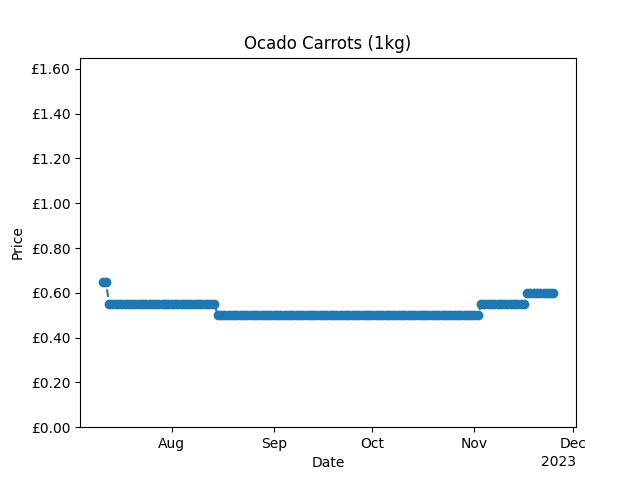 Ocado Carrots (1kg)
£1.60
£1.40
£1.20
£1.00
£0.80
£0.60
£0.40
£0.20
£0.00
Price
Aug Sep Oct Nov Dec
Date
2023